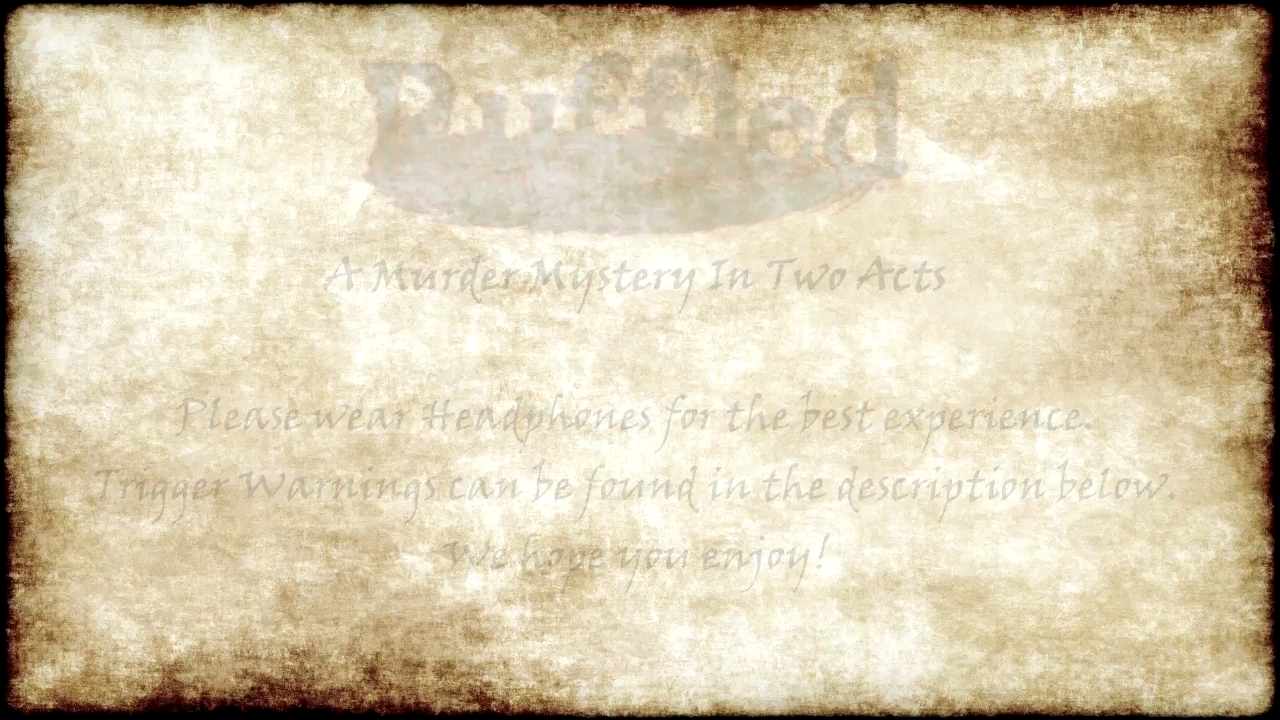 Ruffled
A Murder Mystery In Two Acts
Please wear Headphones for the best experience.
Trigger Warnings can be found in the description below.
We hope you enjoy!